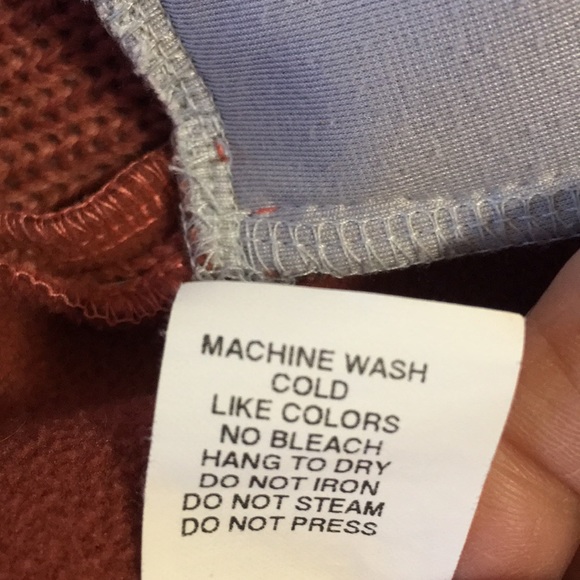 MACHINE WASH
COLD
LIKE COLORS
NO BLEACH
HANG TO DRY
DO NOT IRON
DO NOT STEAM
DO NOT PRESS